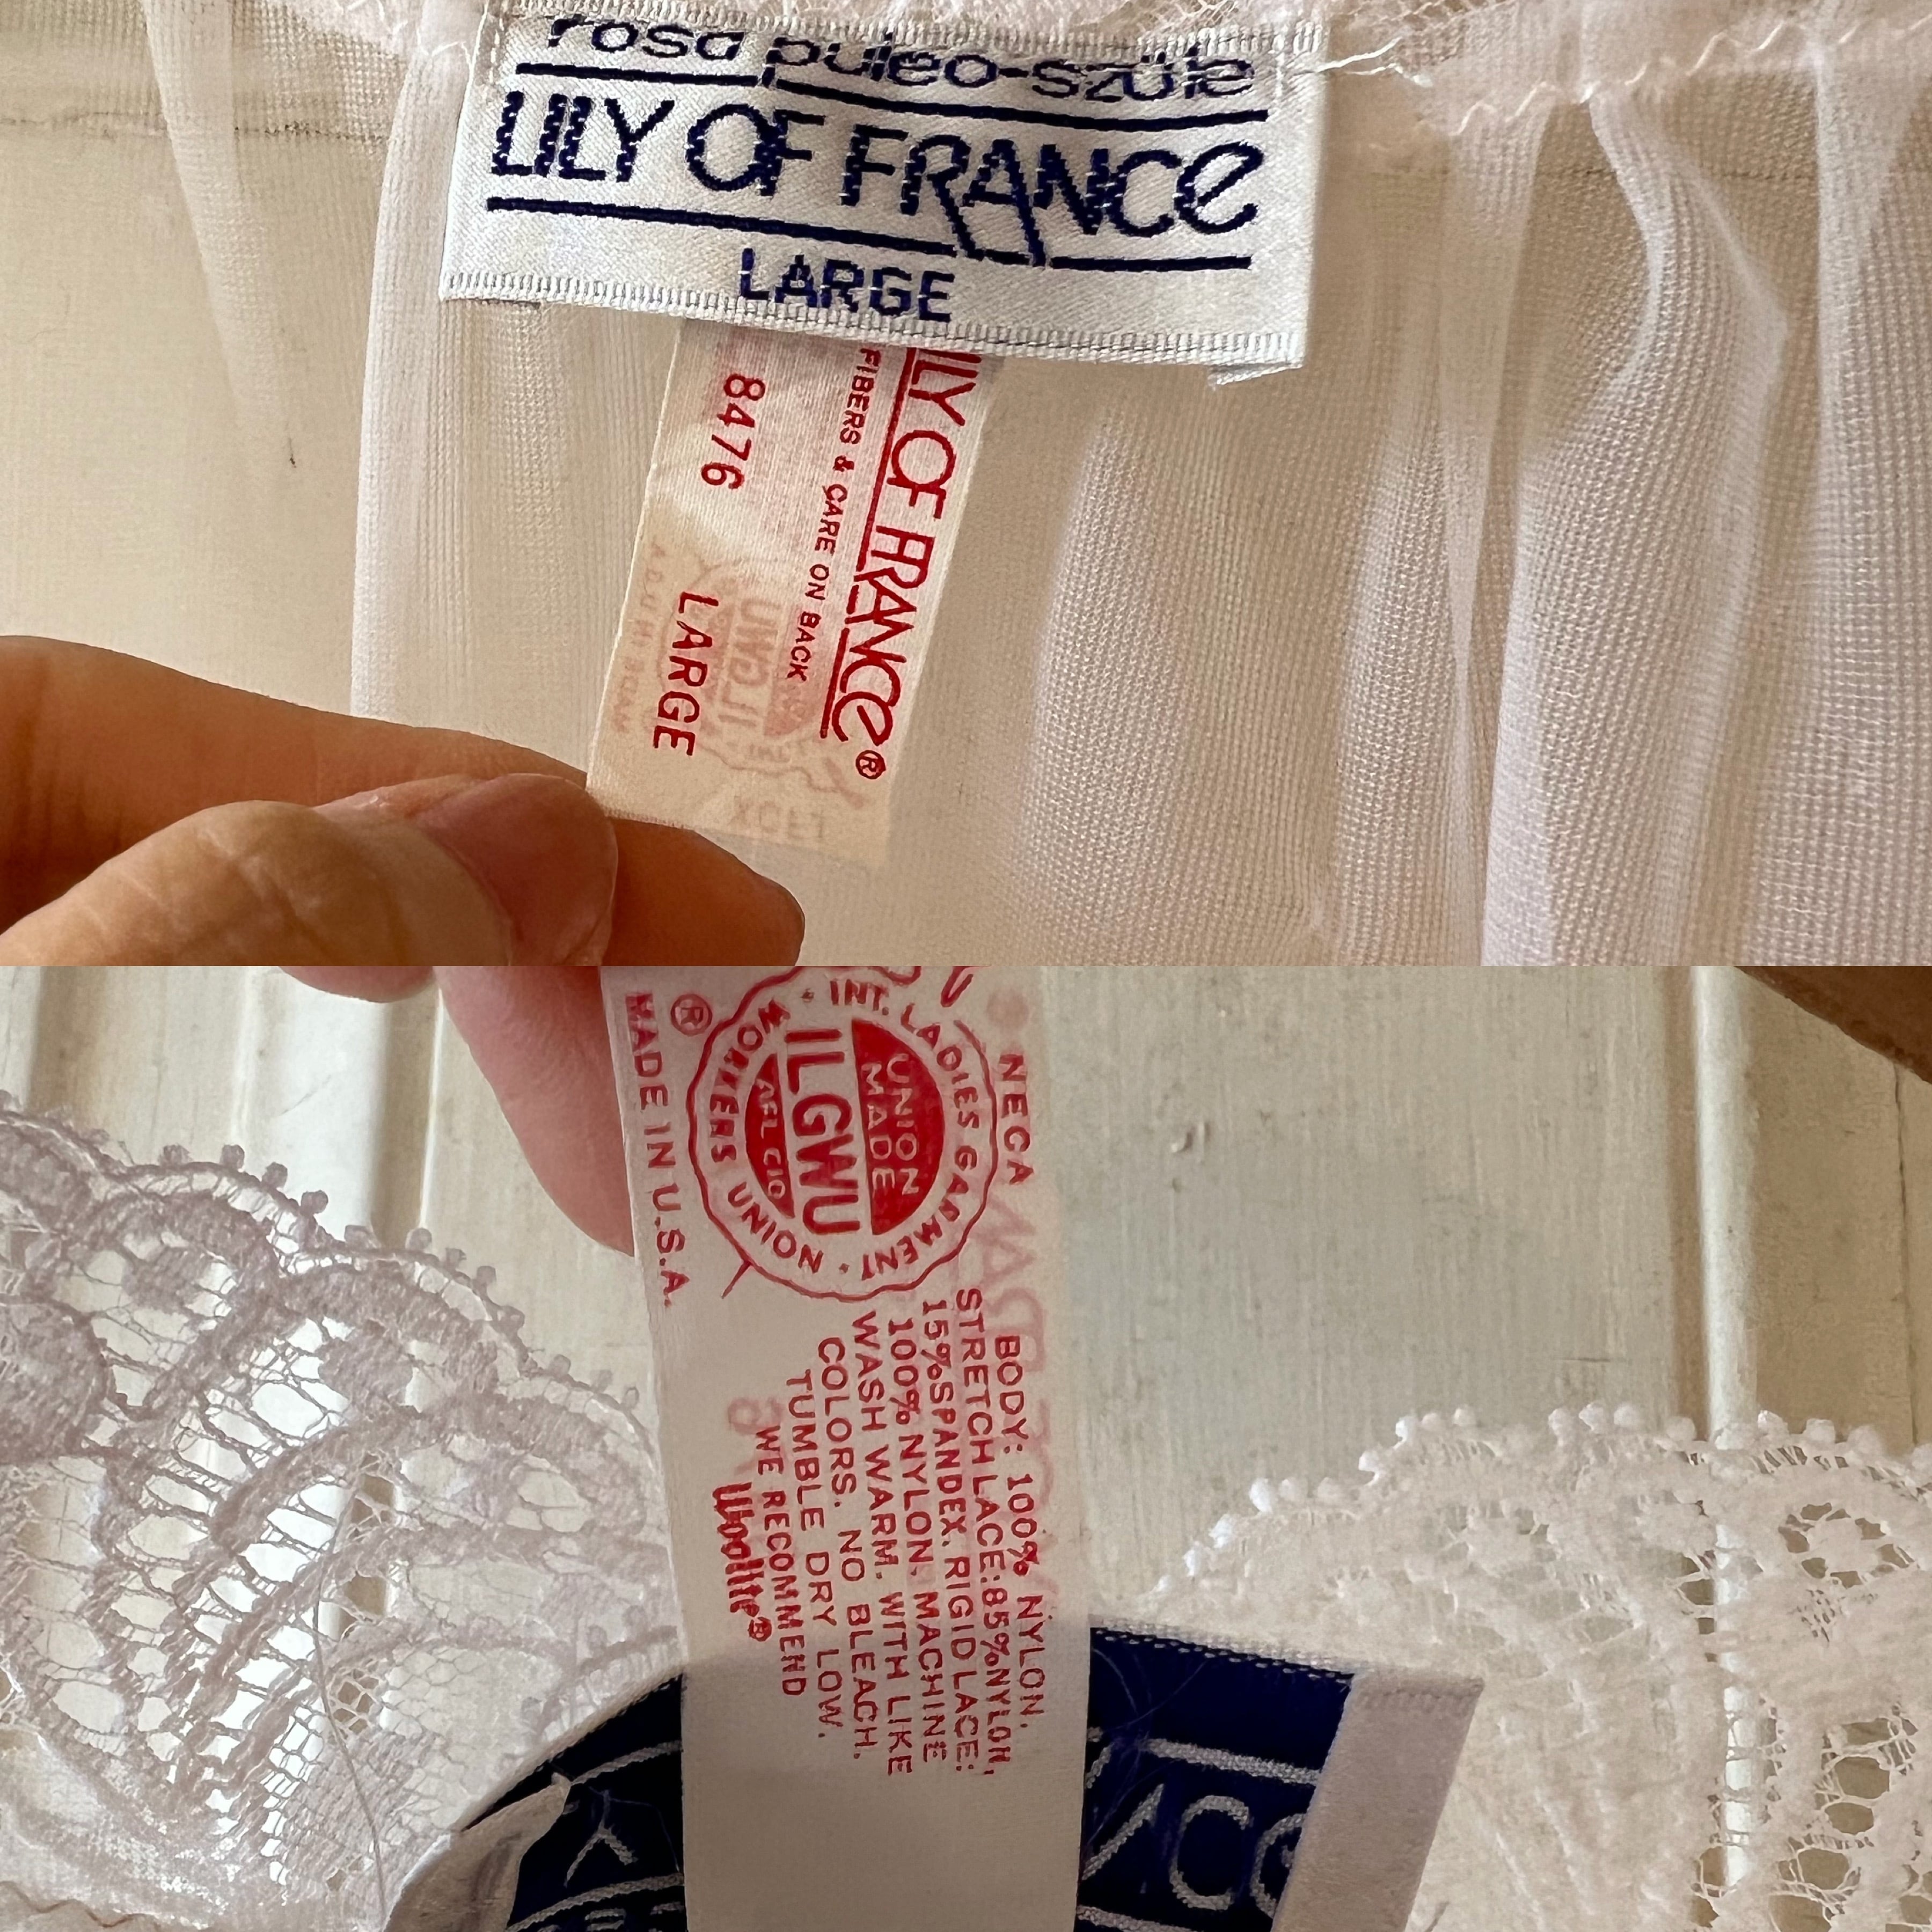 rosa puleo-szüle
LILY OF FRANCE
LARGE
LILY OF FRANCE®
FIBERS & CARE ON BACK
8476 LARGE
NECA
INT. LADIES GARMENT WORKERS UNION
UNION
MADE
ILGWU
AFL CIO
®
MADE IN U.S.A.
BODY: 100% NYLON.
STRETCH LACE: 85% NYLON,
15% SPANDEX. RIGID LACE:
100% NYLON. MACHINE
WASH WARM. WITH LIKE
COLORS. NO BLEACH.
TUMBLE DRY LOW.
WE RECOMMEND
Woolite®